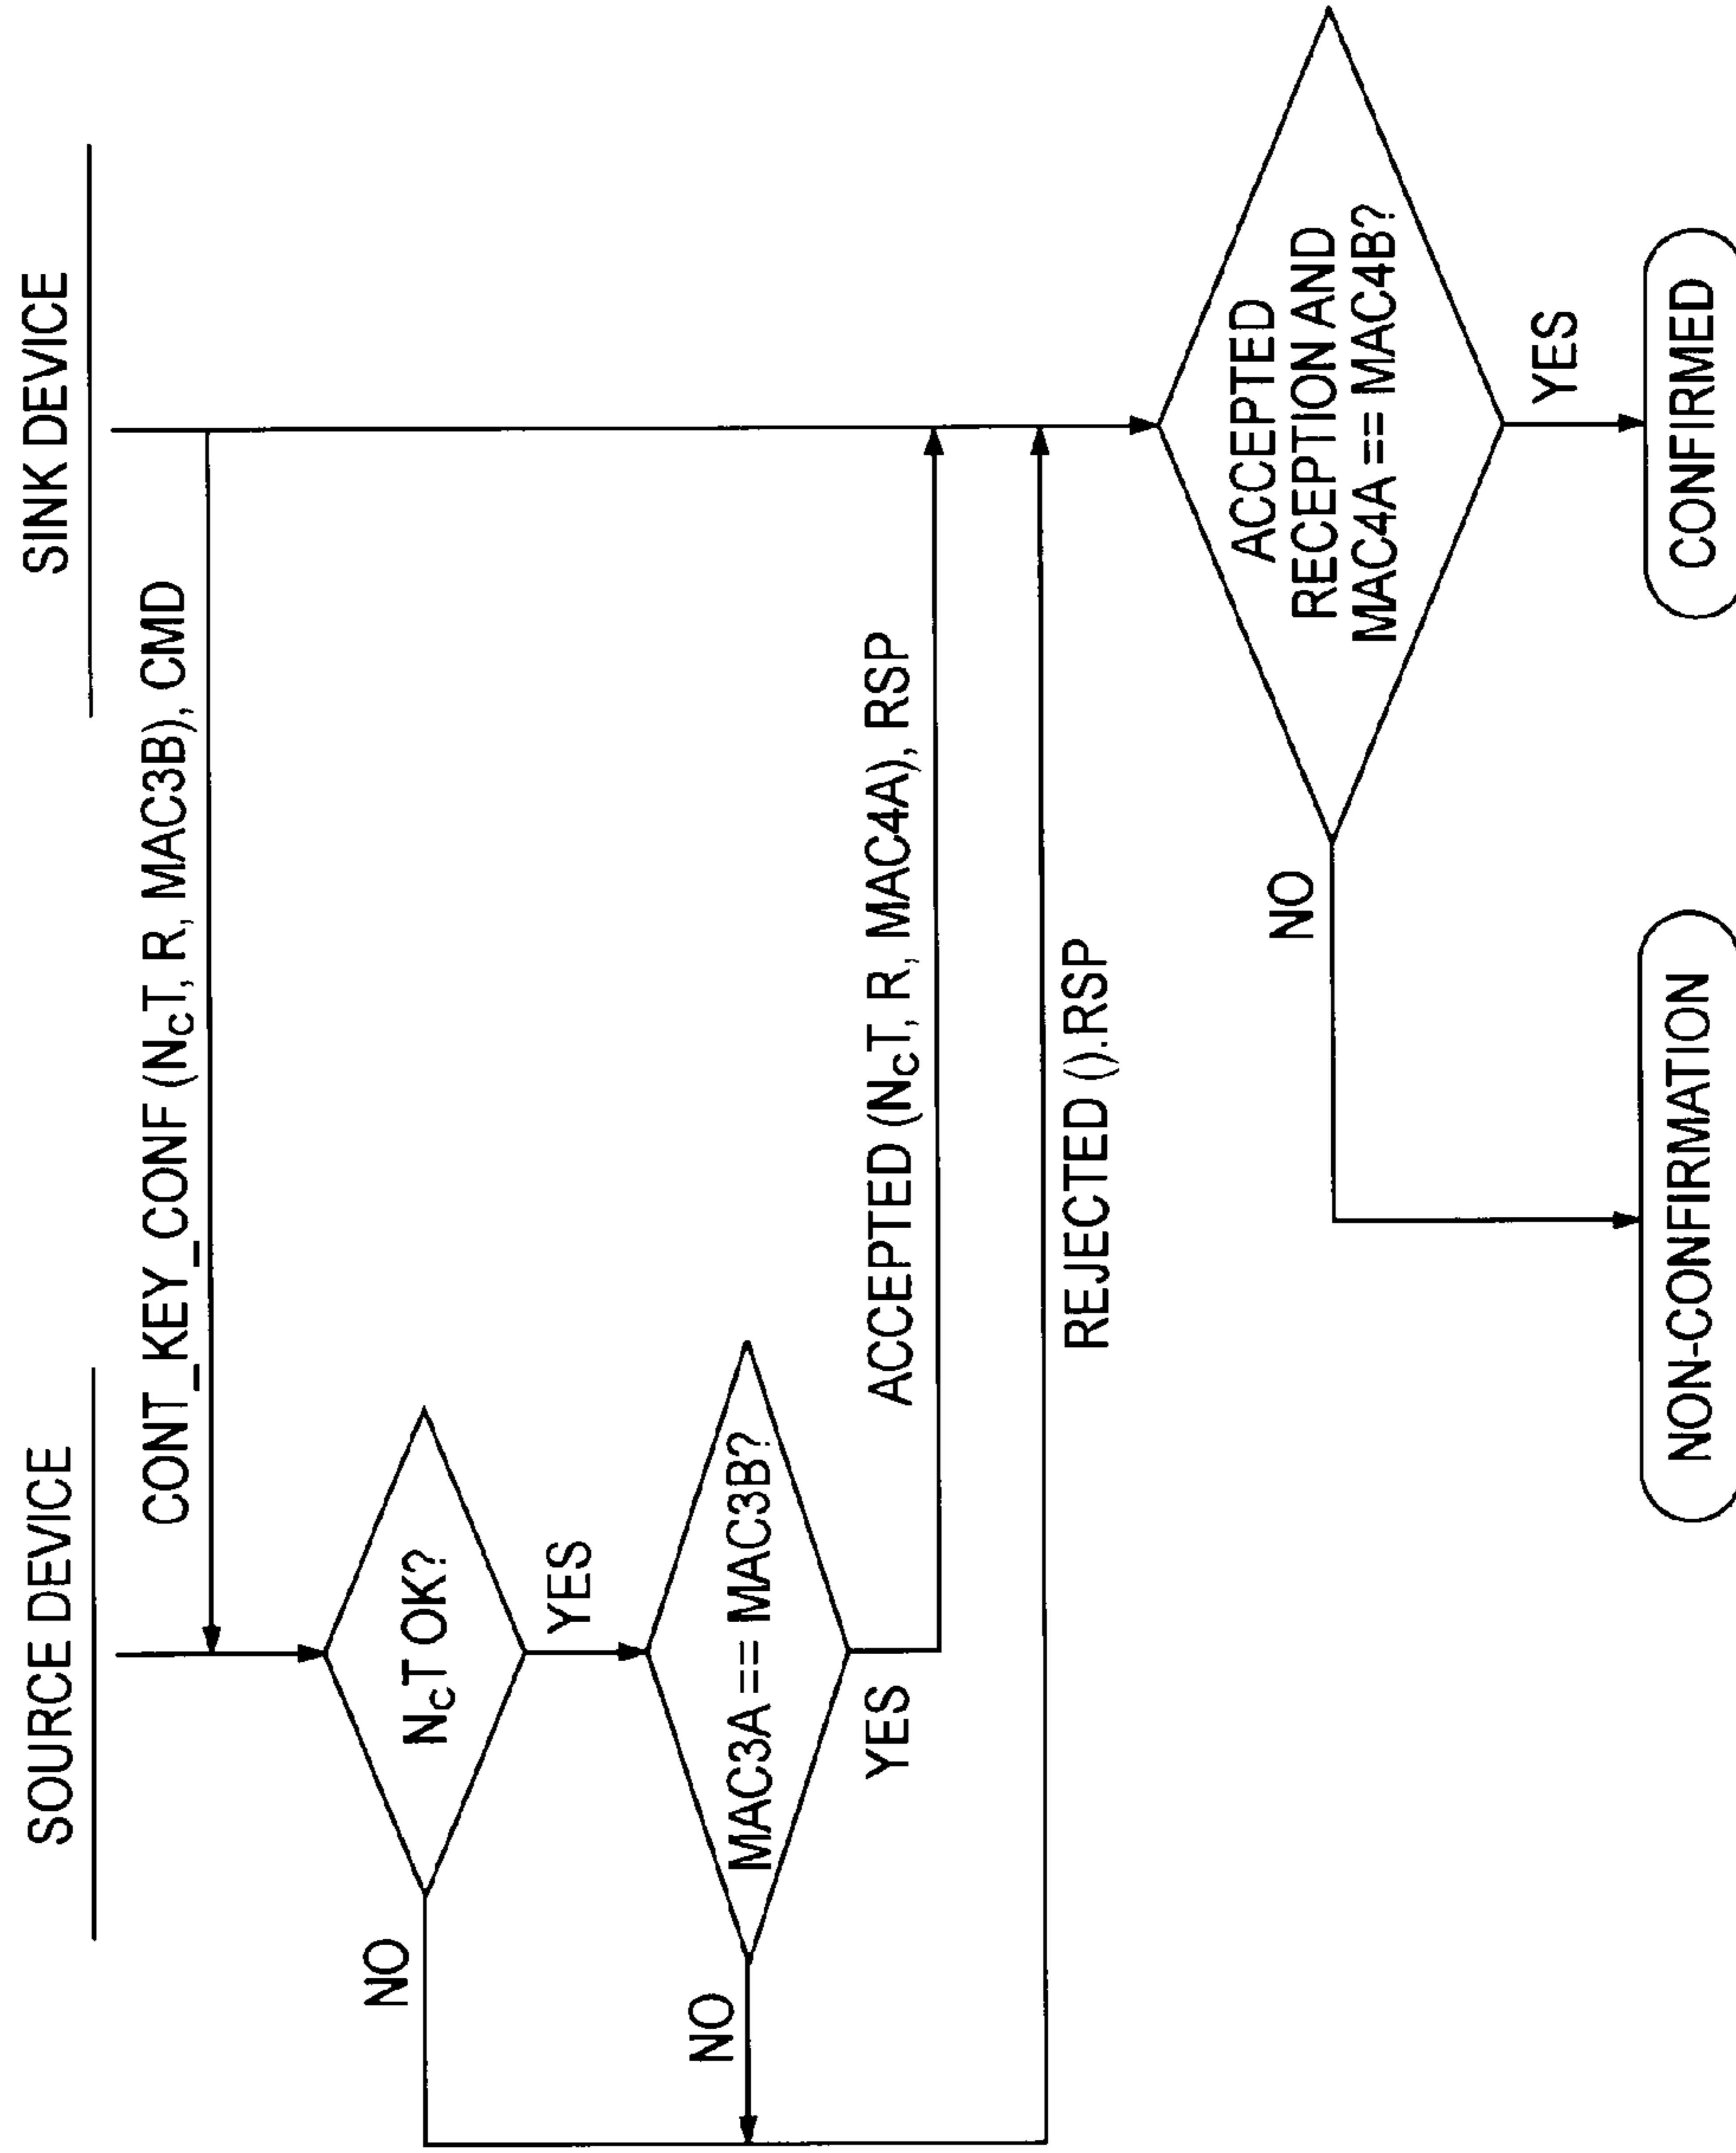 SOURCE DEVICE
SINK DEVICE
CONT_KEY_CONF (NcT, R, MAC3B), CMD
NcT OK?
NO
YES
MAC3A == MAC3B?
NO
YES
ACCEPTED (NcT, R, MAC4A), RSP
REJECTED ().RSP
ACCEPTED
RECEPTION AND
MAC4A == MAC4B?
NO
YES
NON-CONFIRMATION
CONFIRMED